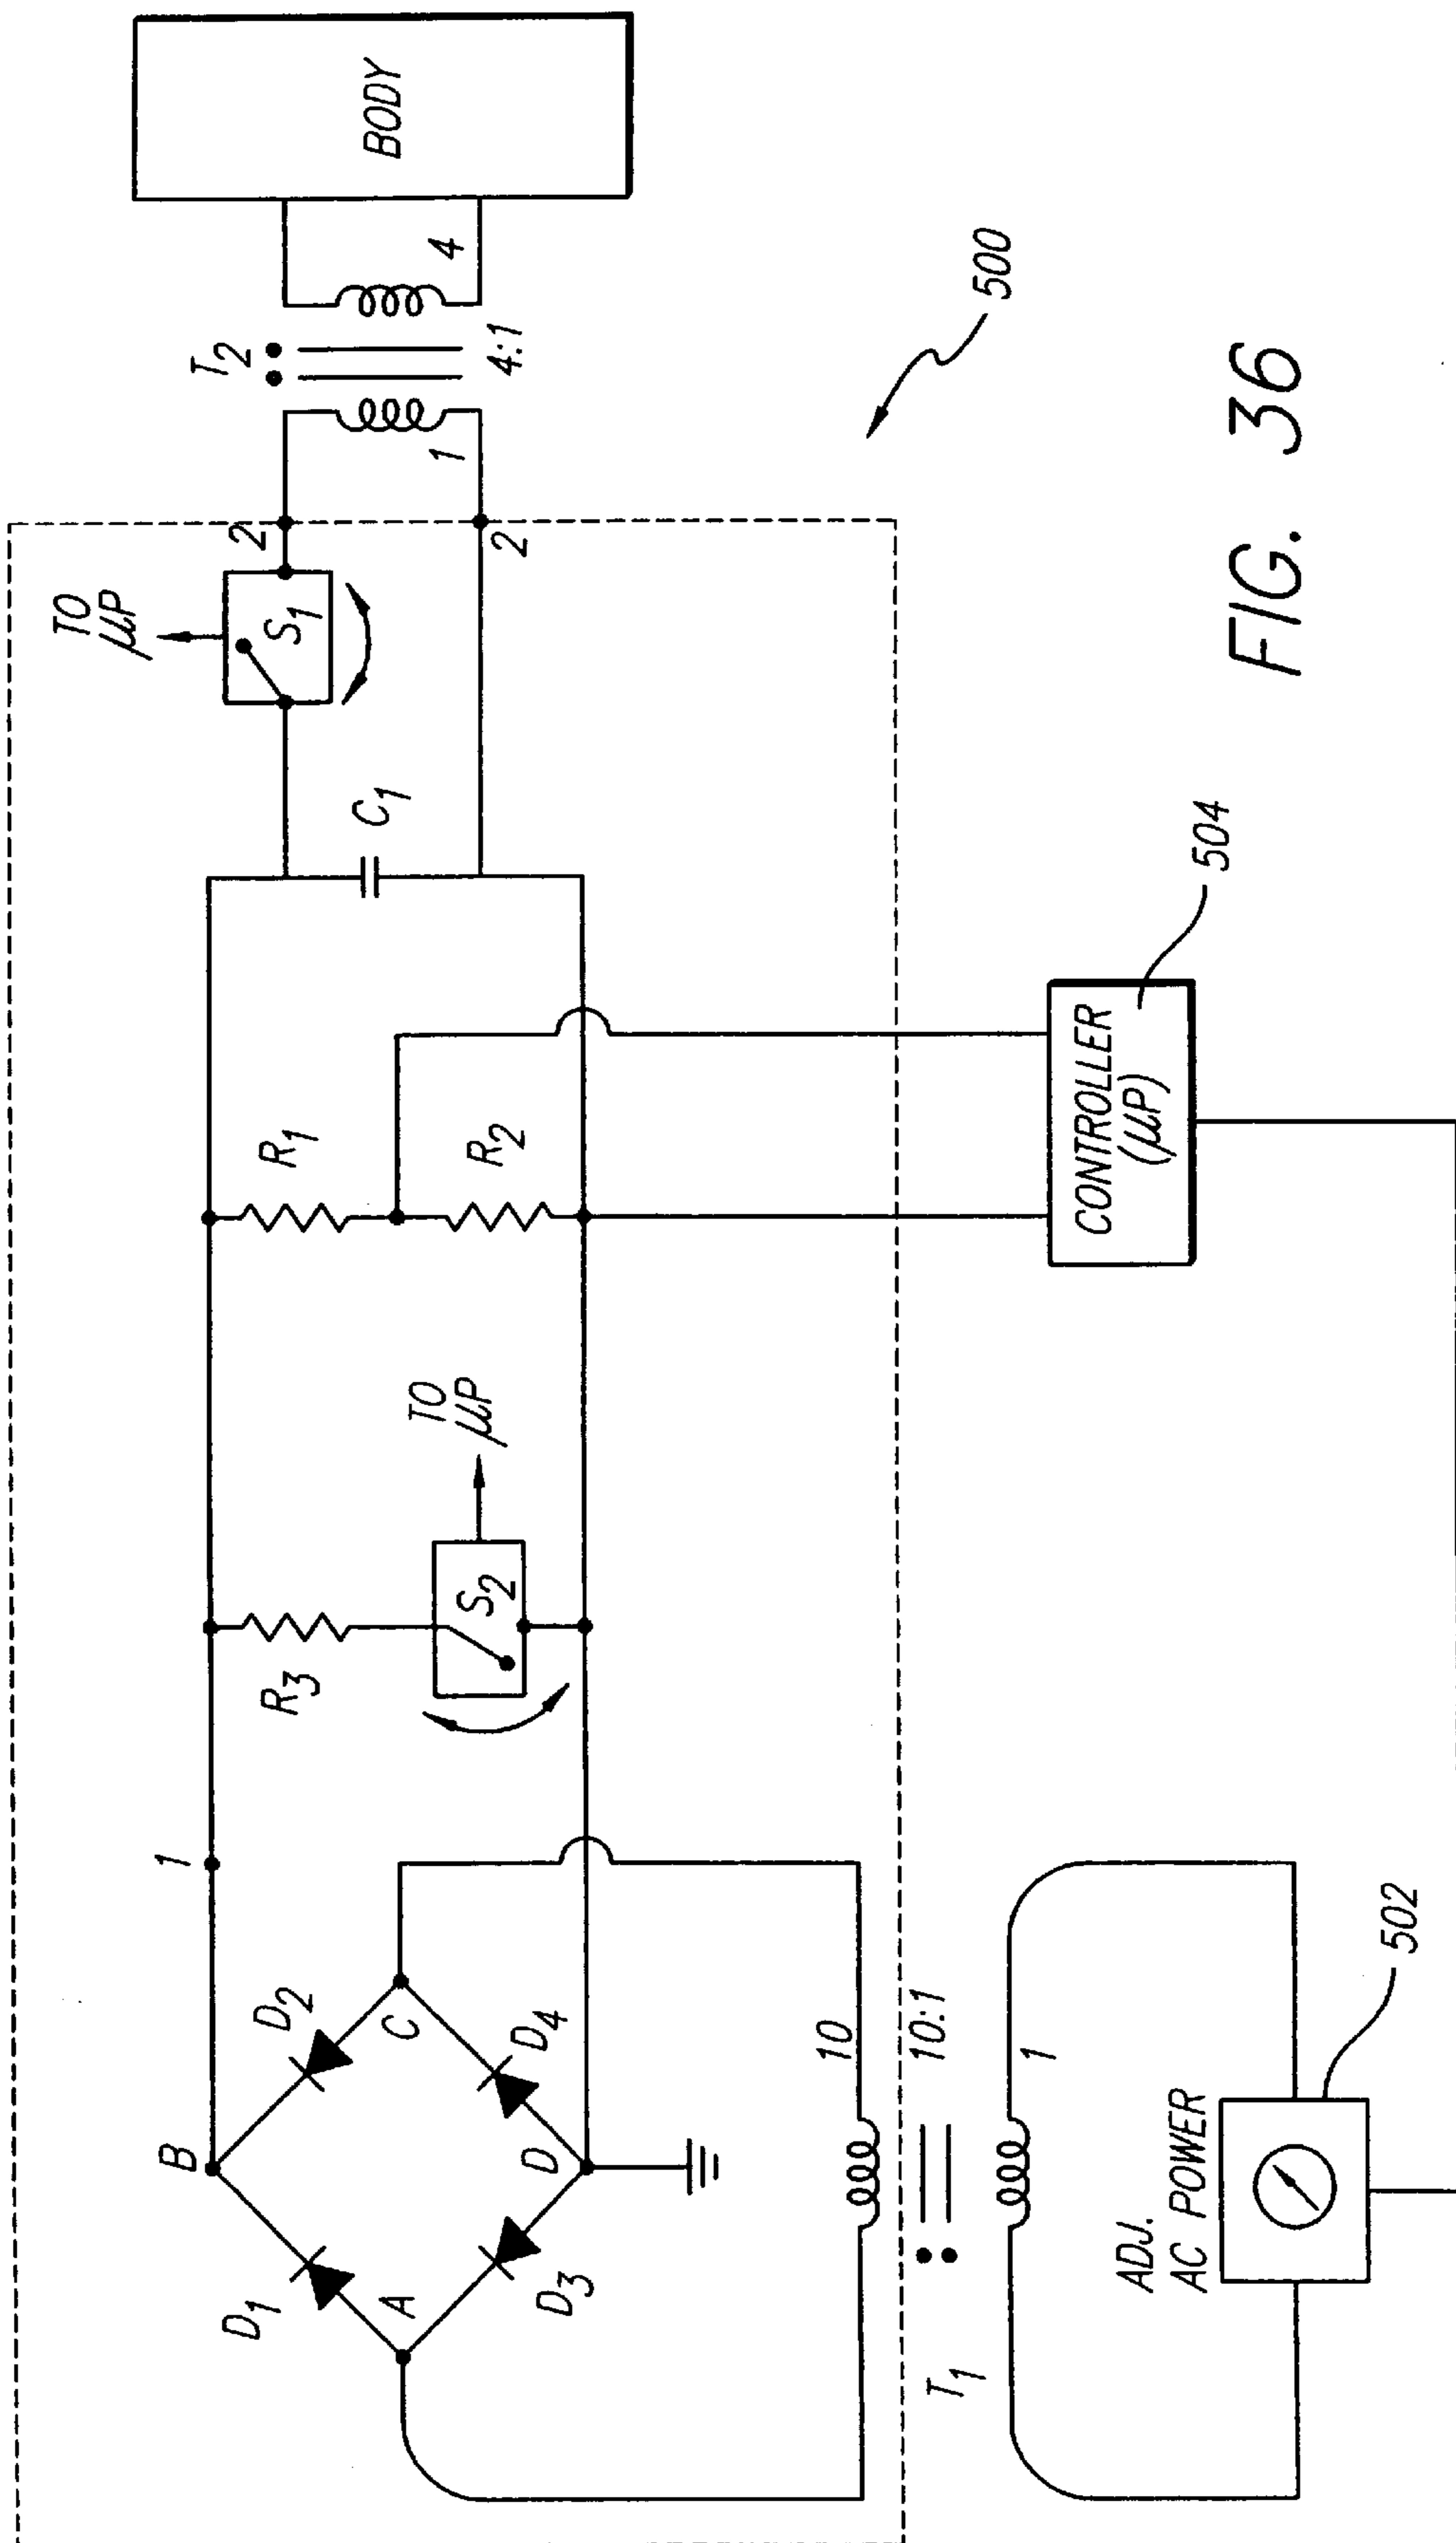 TO
μP
S1
2
2
T2
1
4
4:1
BODY
C1
R1
R2
R3
TO
μP
S2
1
B
D1
D2
A
C
D3
D4
D
10
10:1
1
T1
ADJ.
AC POWER
502
CONTROLLER
(μP)
504
500
FIG. 36